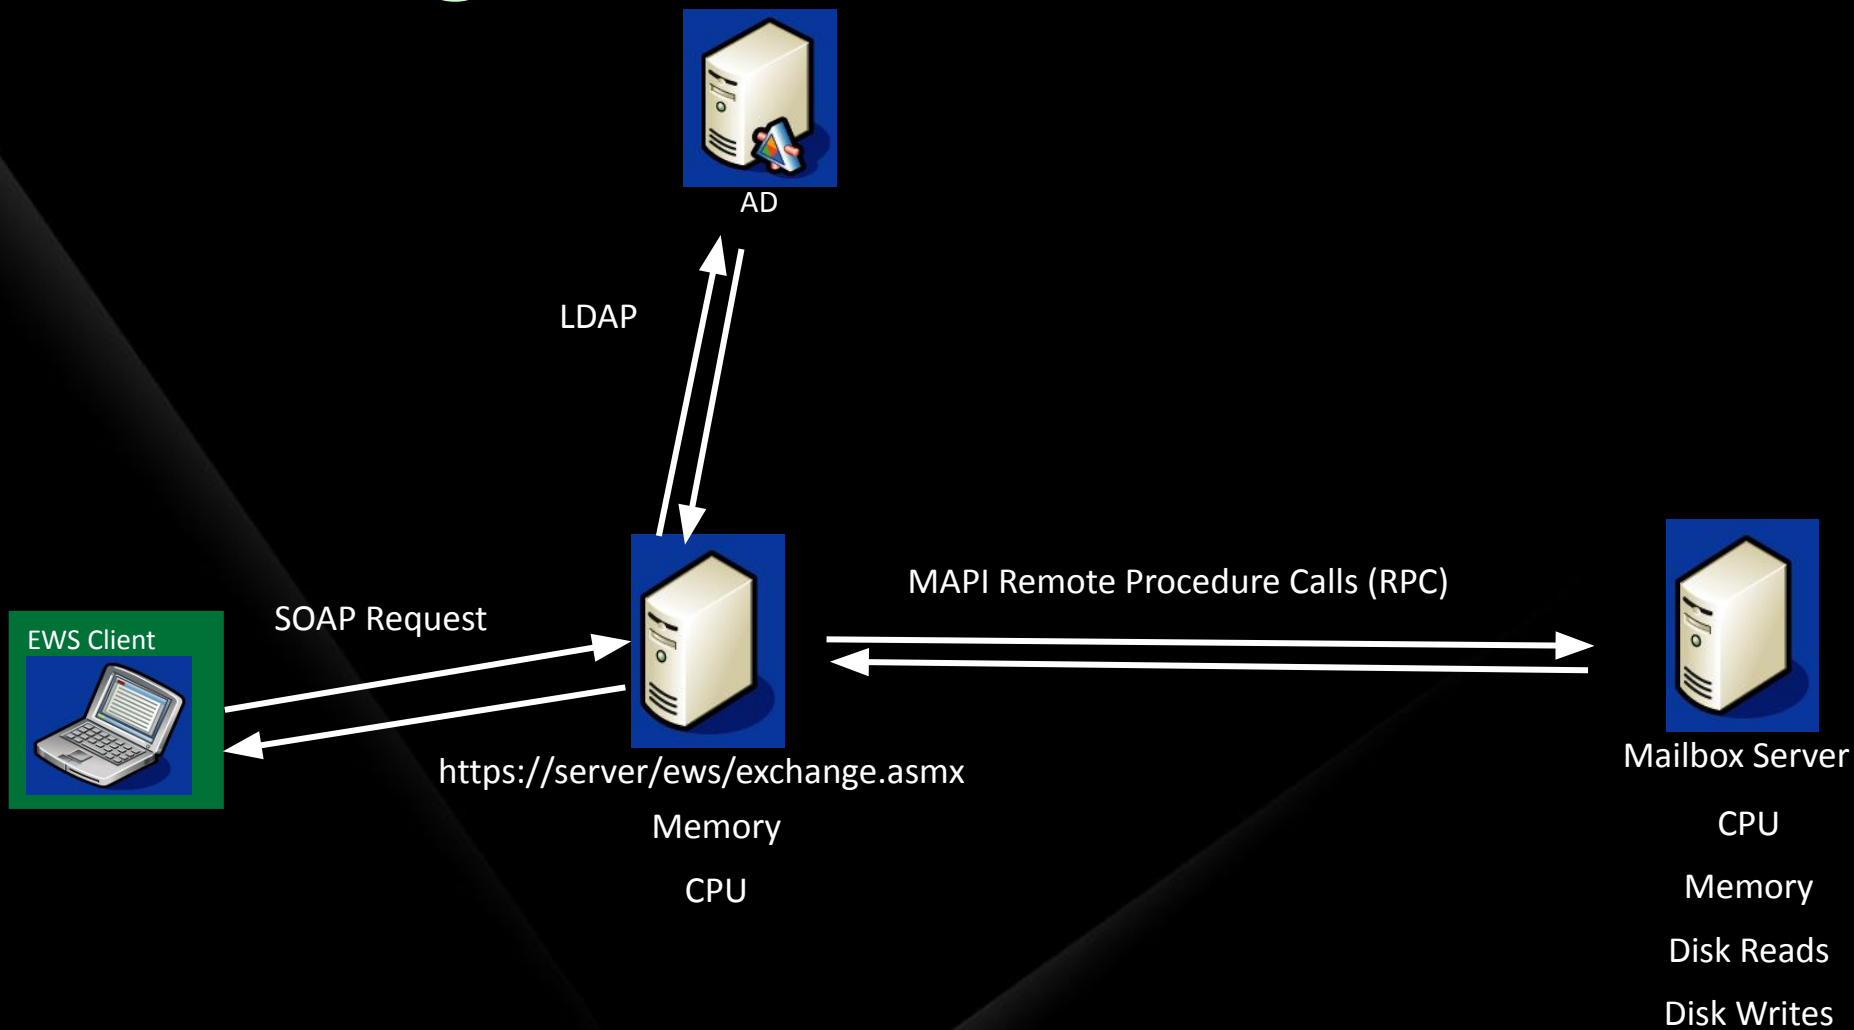 AD
LDAP
MAPI Remote Procedure Calls (RPC)
SOAP Request
EWS Client
https://server/ews/exchange.asmx
Memory
CPU
Mailbox Server
CPU
Memory
Disk Reads
Disk Writes